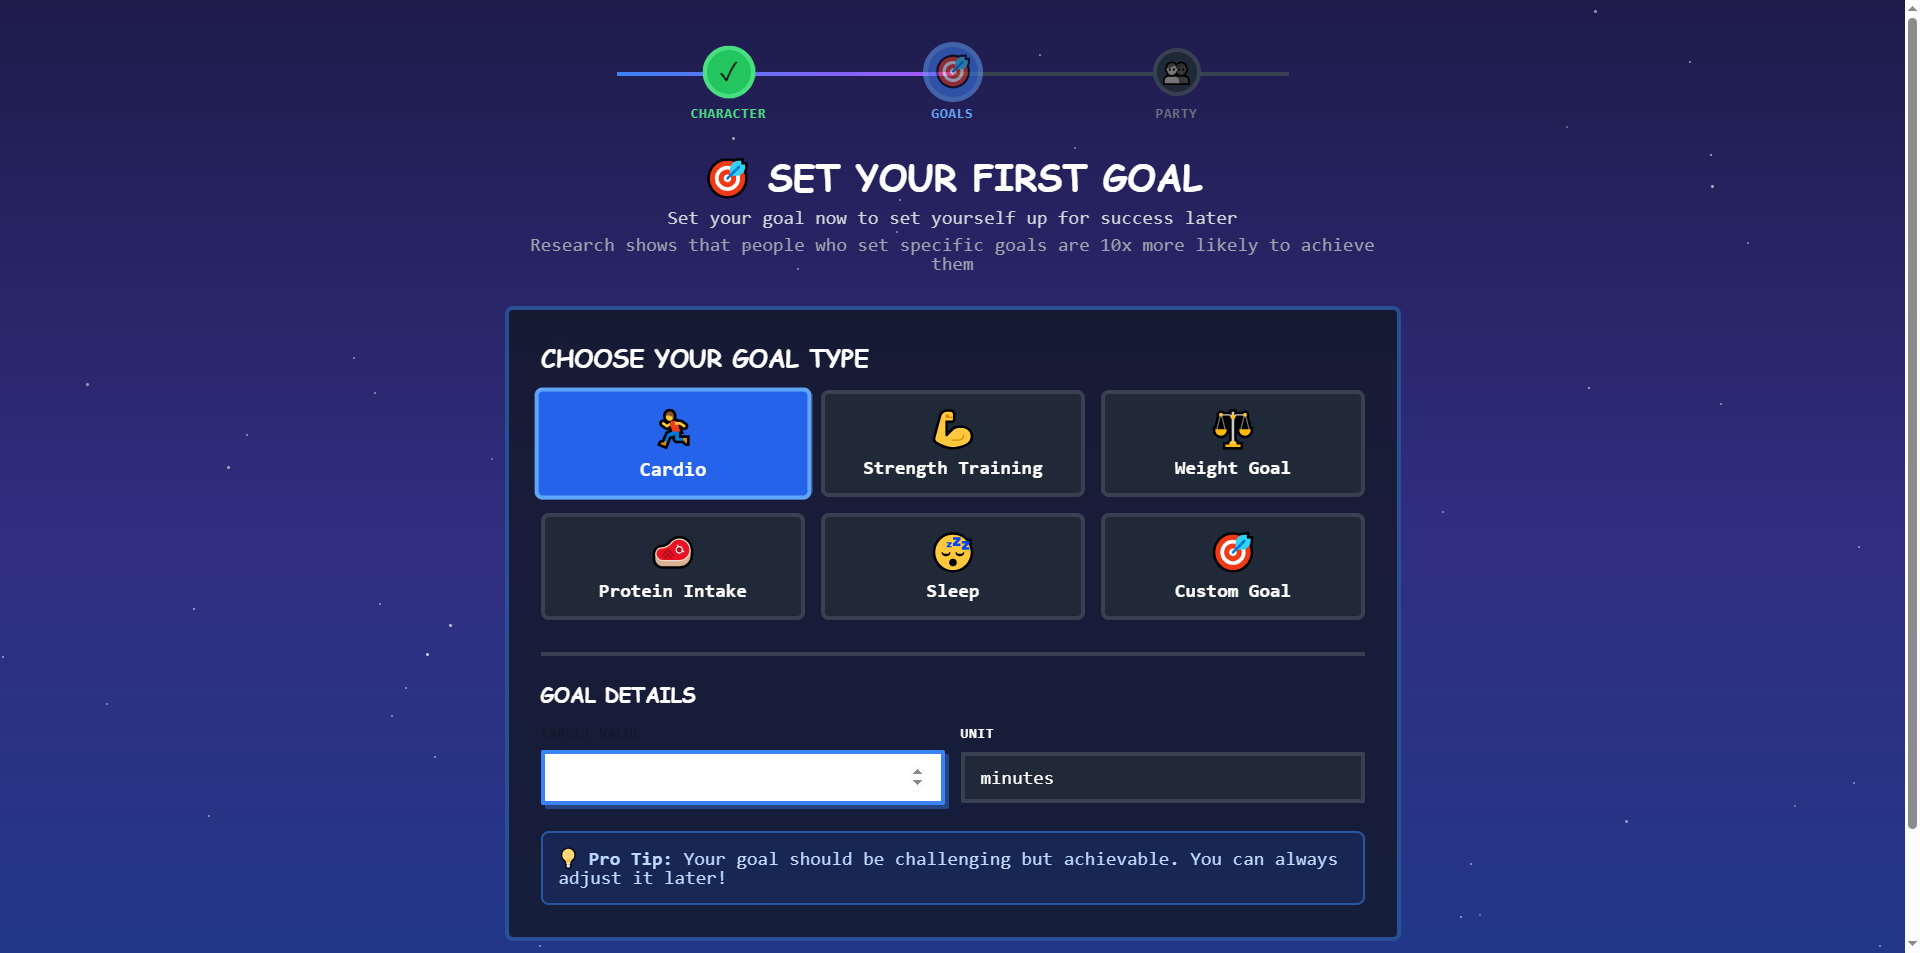 CHARACTER
GOALS
PARTY
SET YOUR FIRST GOAL
Set your goal now to set yourself up for success later
Research shows that people who set specific goals are 10x more likely to achieve
them
CHOOSE YOUR GOAL TYPE
Cardio
Strength Training
Weight Goal
Protein Intake
Sleep
Custom Goal
GOAL DETAILS
TARGET VALUE
UNIT
minutes
Pro Tip: Your goal should be challenging but achievable. You can always
adjust it later!